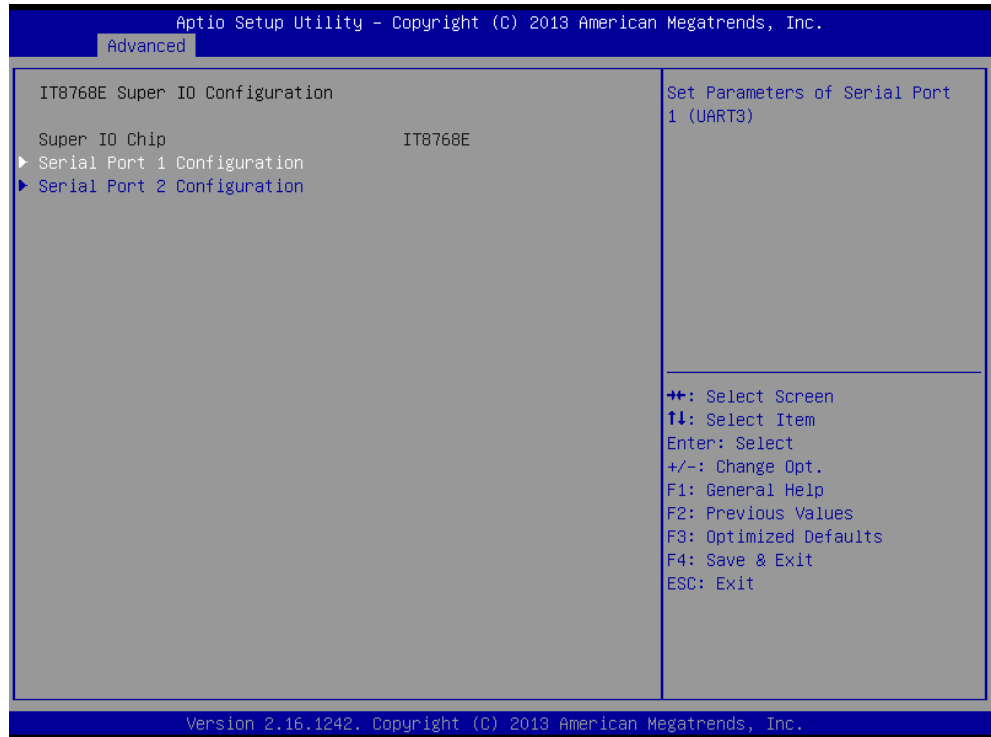 Aptio Setup Utility – Copyright (C) 2013 American Megatrends, Inc.
Advanced
IT8768E Super IO Configuration
Super IO Chip IT8768E
Serial Port 1 Configuration
Serial Port 2 Configuration
Set Parameters of Serial Port
1 (UART3)
→←: Select Screen
↑↓: Select Item
Enter: Select
+/-: Change Opt.
F1: General Help
F2: Previous Values
F3: Optimized Defaults
F4: Save & Exit
ESC: Exit
Version 2.16.1242. Copyright (C) 2013 American Megatrends, Inc.